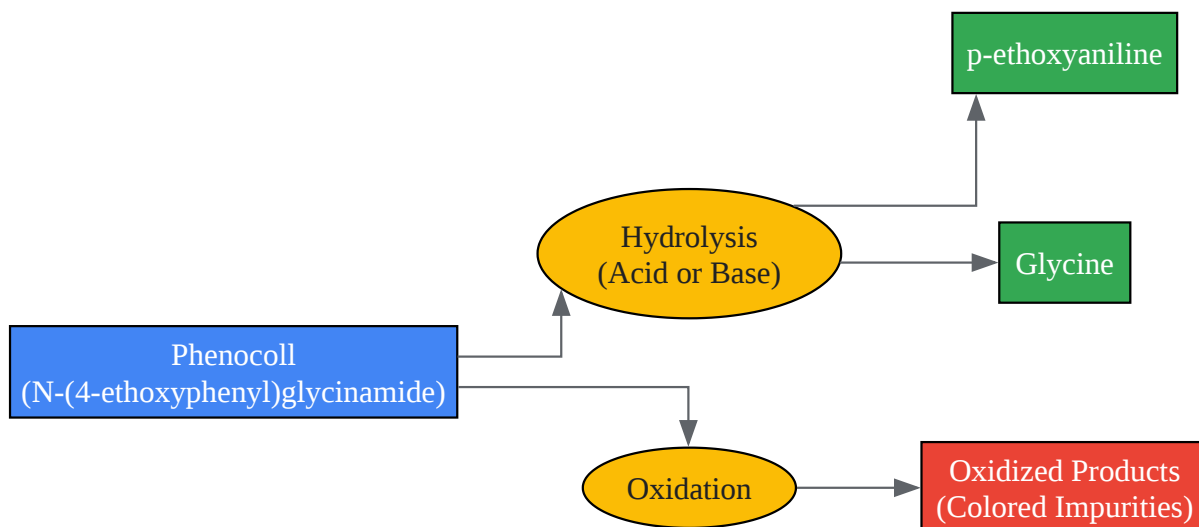 p-ethoxyaniline
Hydrolysis
(Acid or Base)
Glycine
Phenocoll
(N-(4-ethoxyphenyl)glycinamide)
Oxidation
Oxidized Products
(Colored Impurities)